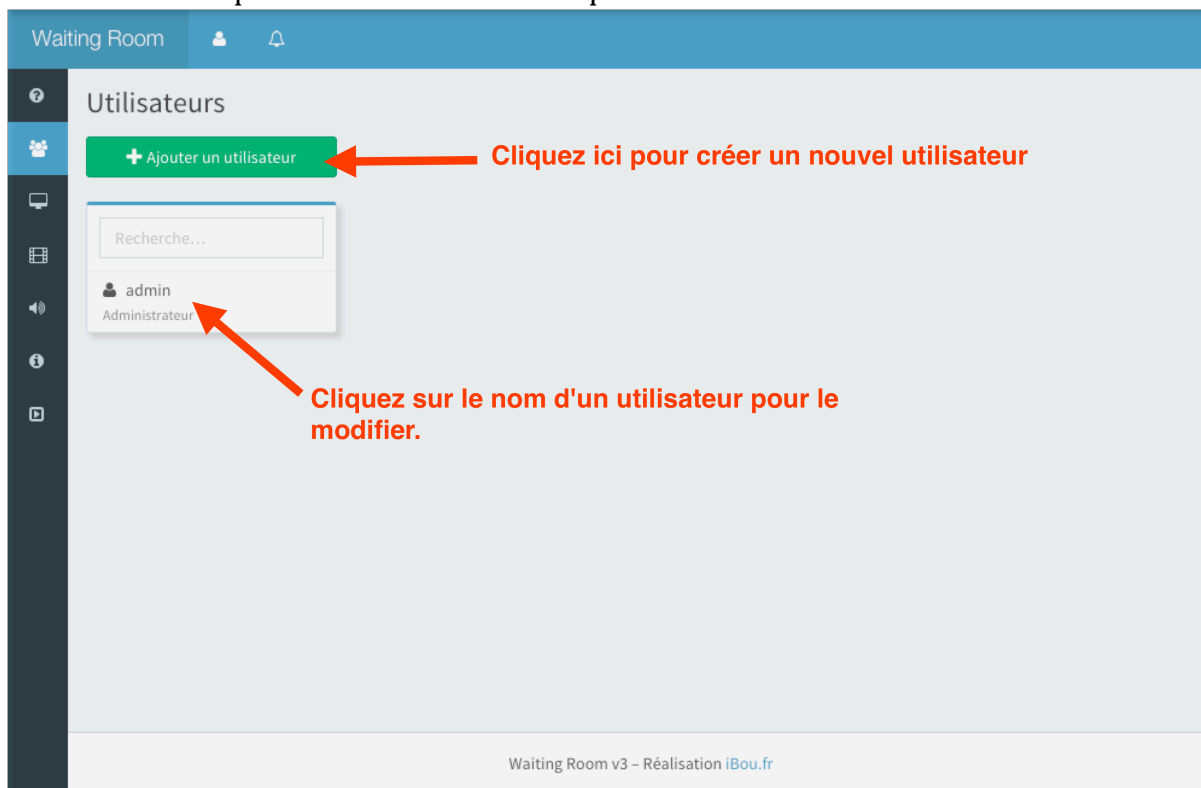 Waiting Room
Utilisateurs
Ajouter un utilisateur
Cliquez ici pour créer un nouvel utilisateur
Recherche...
admin
Administrateur
Cliquez sur le nom d'un utilisateur pour le
modifier.
Waiting Room v3 – Réalisation iBou.fr